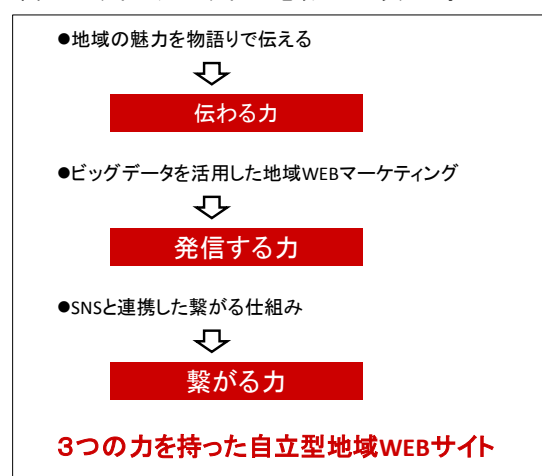 ●地域の魅力を物語りで伝える
伝わる力
●ビッグデータを活用した地域WEBマーケティング
発信する力
●SNSと連携した繋がる仕組み
繋がる力
3つの力を持った自立型地域WEBサイト